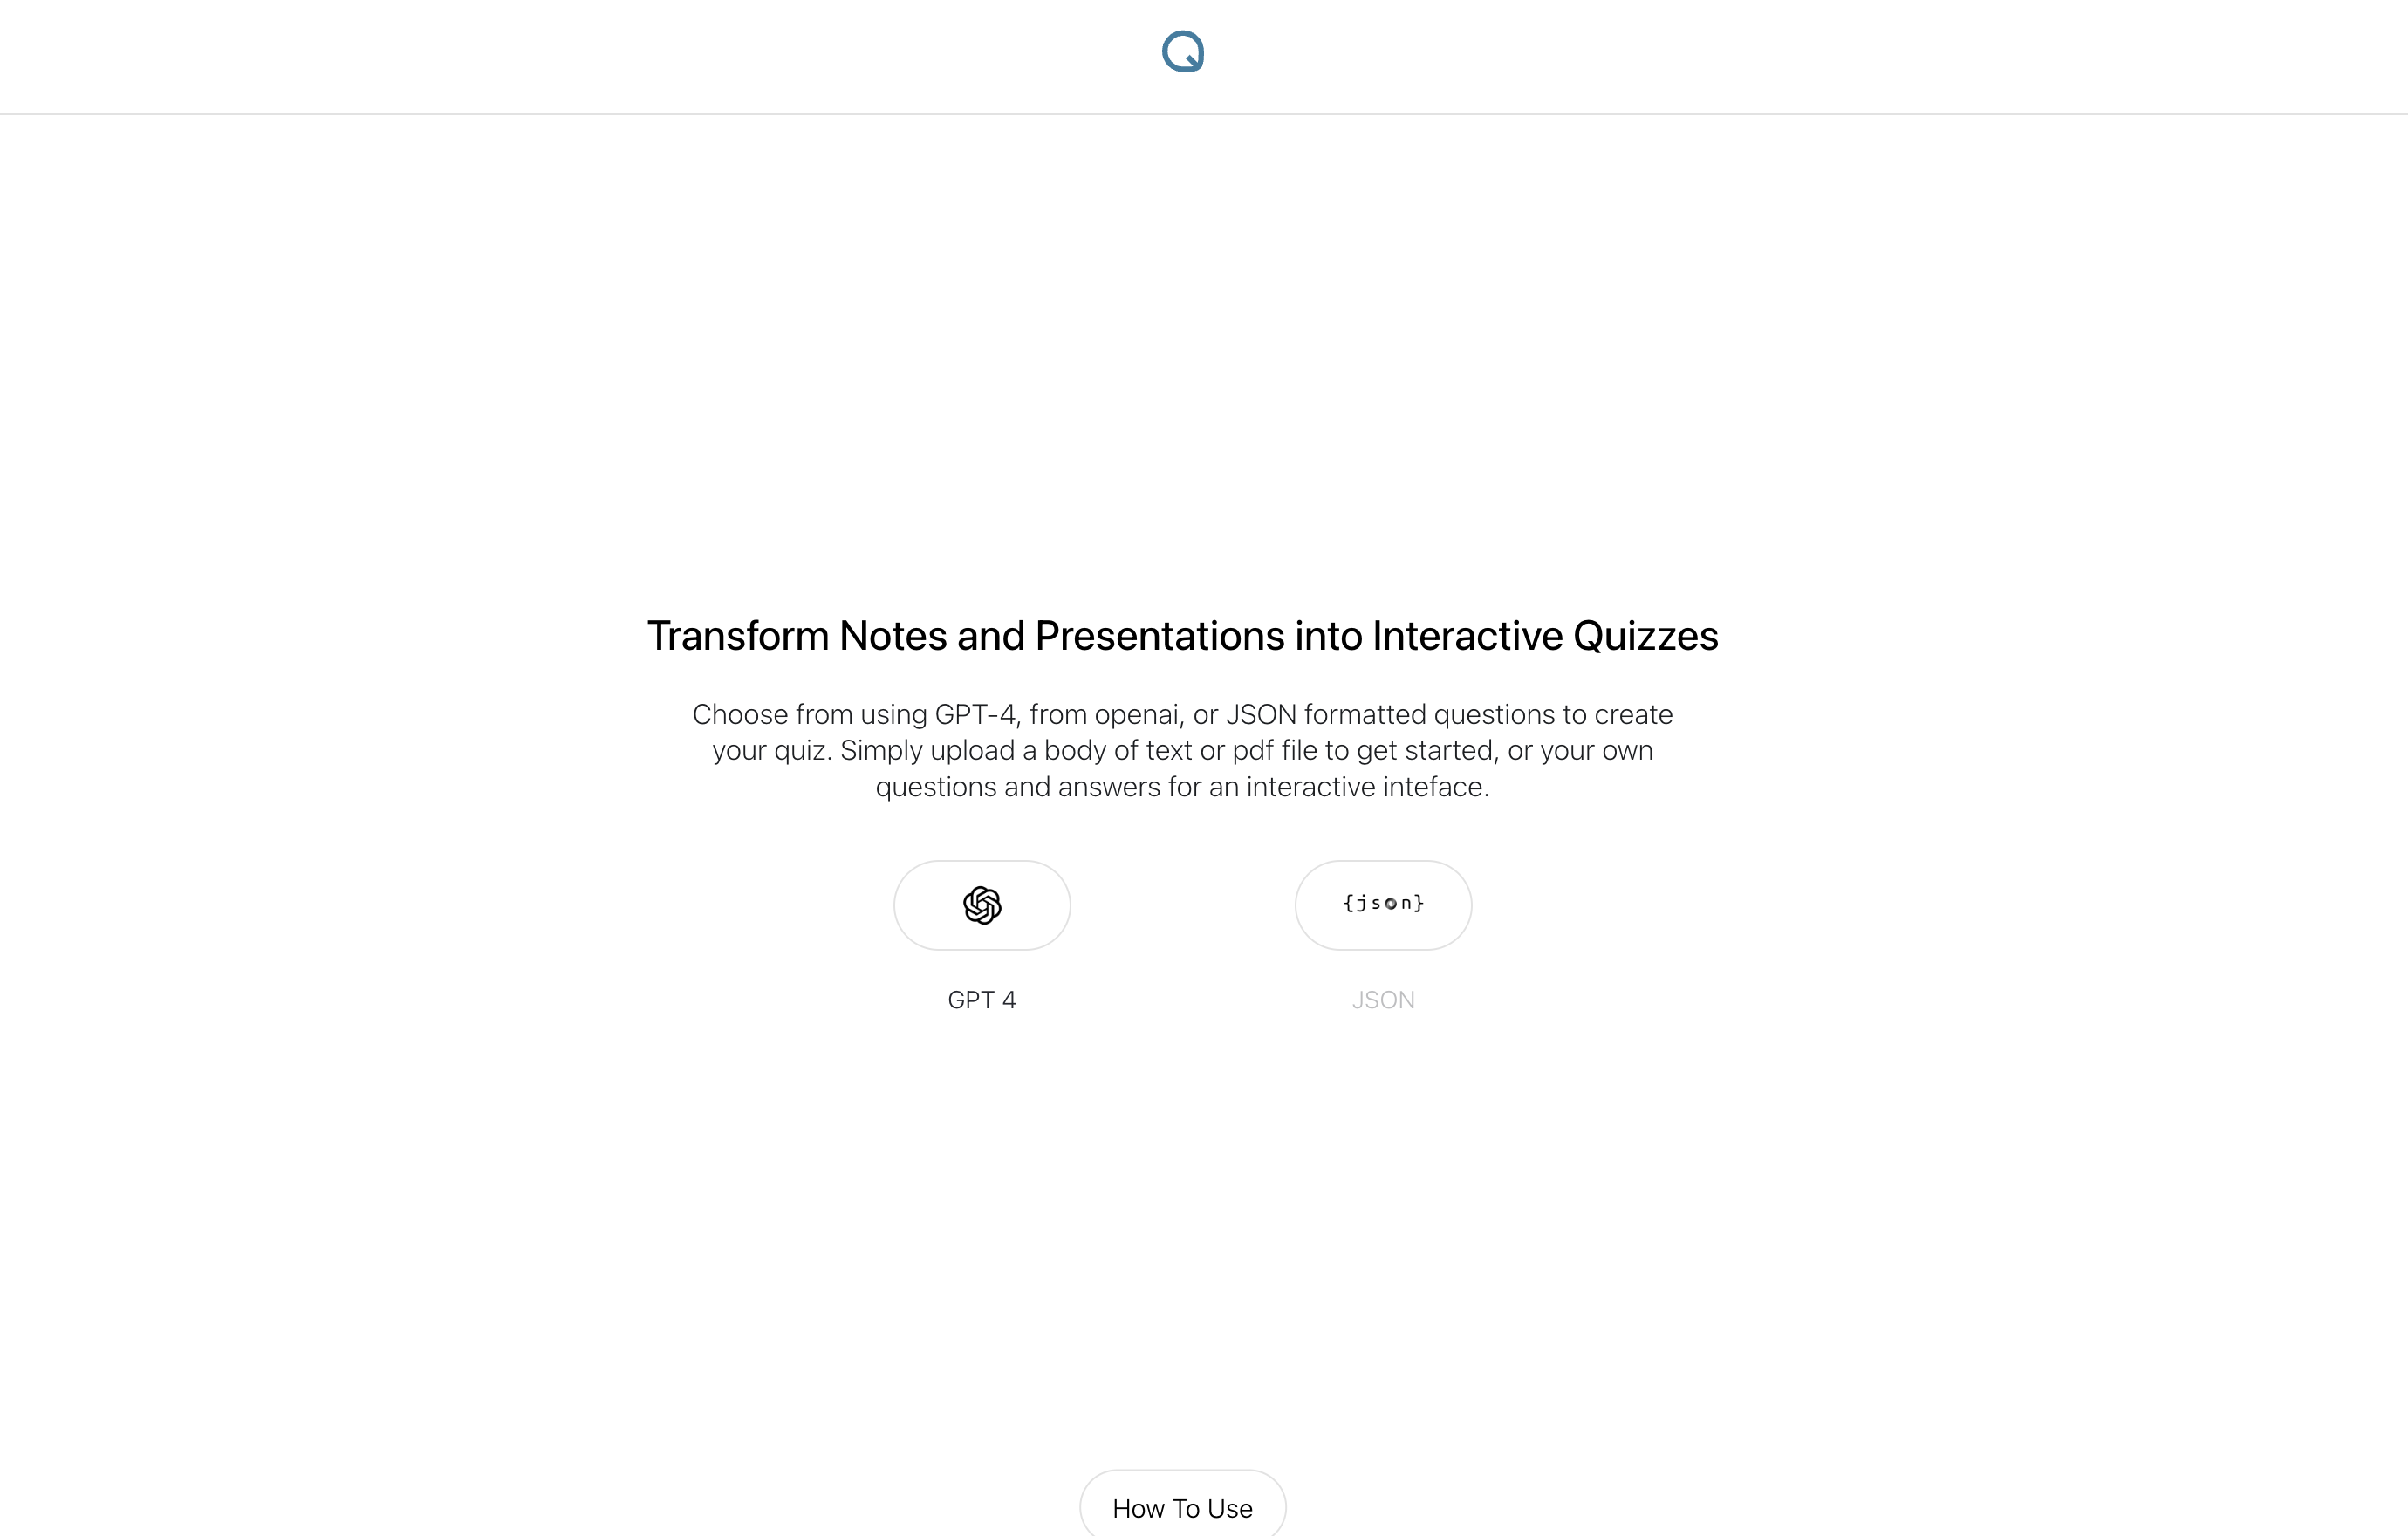 Q
Transform Notes and Presentations into Interactive Quizzes
Choose from using GPT-4, from openai, or JSON formatted questions to create
your quiz. Simply upload a body of text or pdf file to get started, or your own
questions and answers for an interactive inteface.
{json}
GPT 4
JSON
How To Use